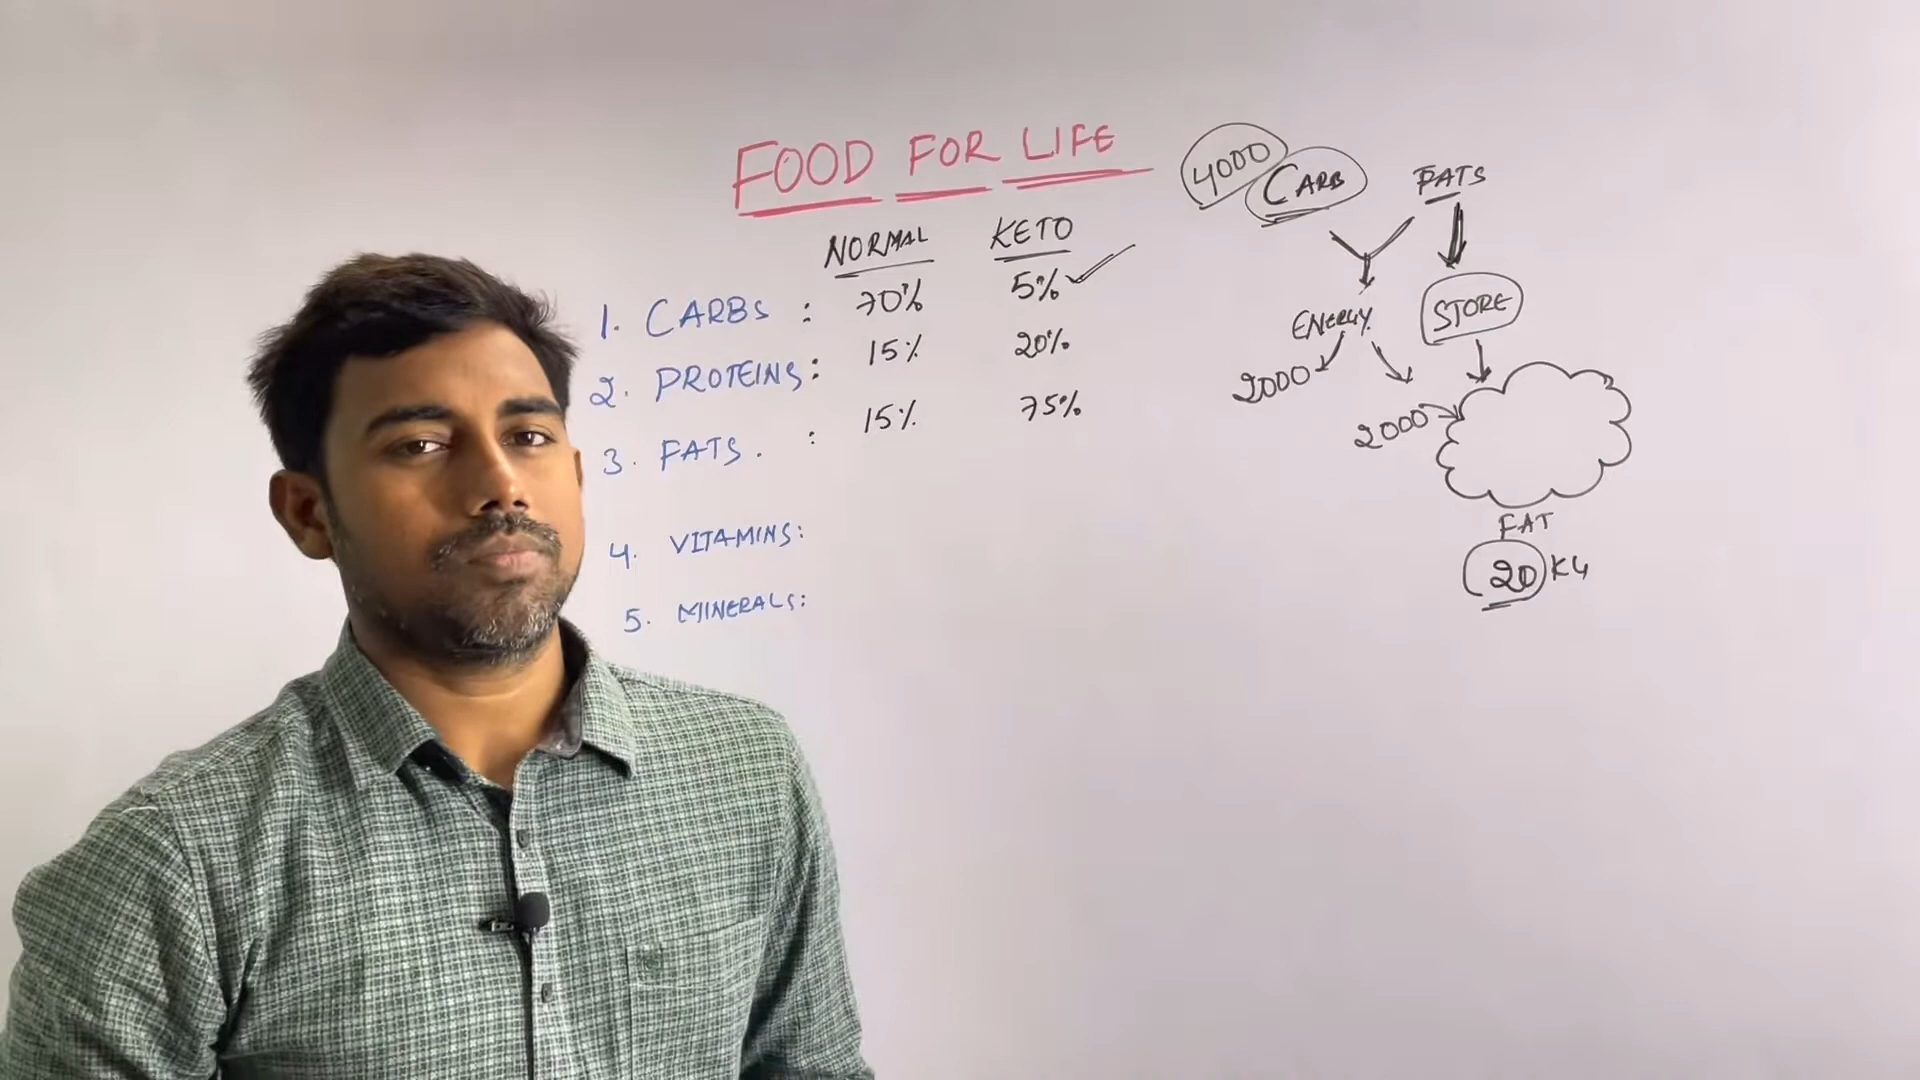 FOOD FOR LIFE
NORMAL KETO
1. CARBS : 70% 5%
2. PROTEINS : 15% 20%
3. FATS. : 15% 75%
4. VITAMINS:
5. MINERALS:
4000
CARB FATS
ENERGY STORE
2000
2000
FAT
20 KG